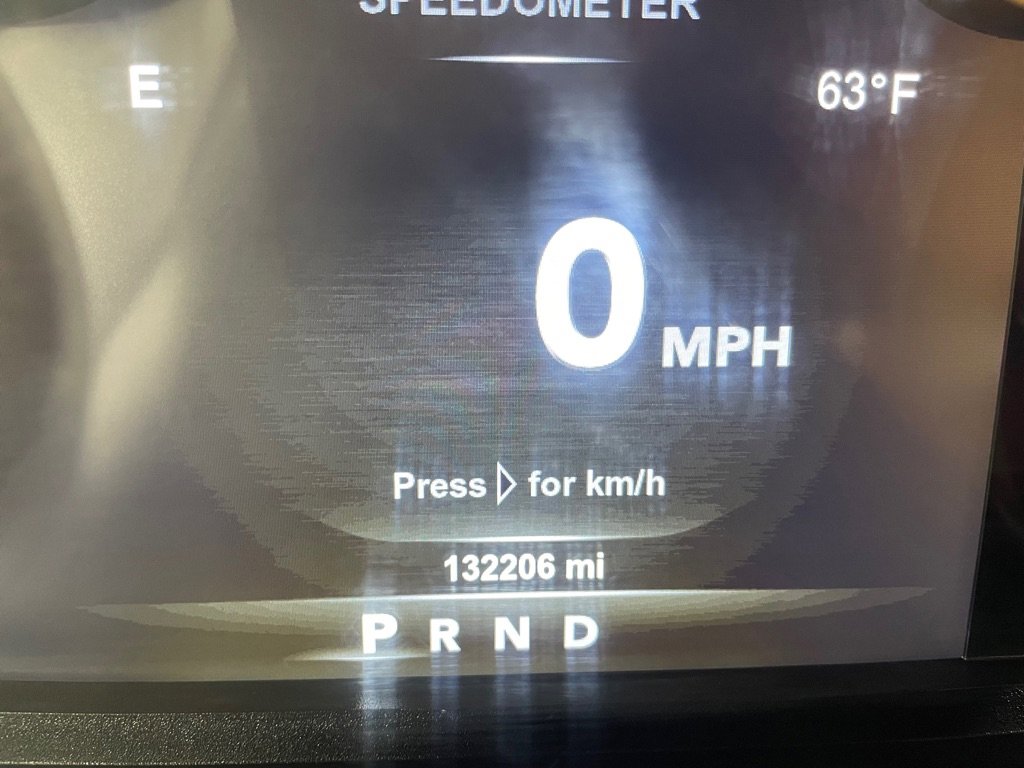 SPEEDOMETER
E 63°F
0 MPH
Press ▷ for km/h
132206 mi
P R N D